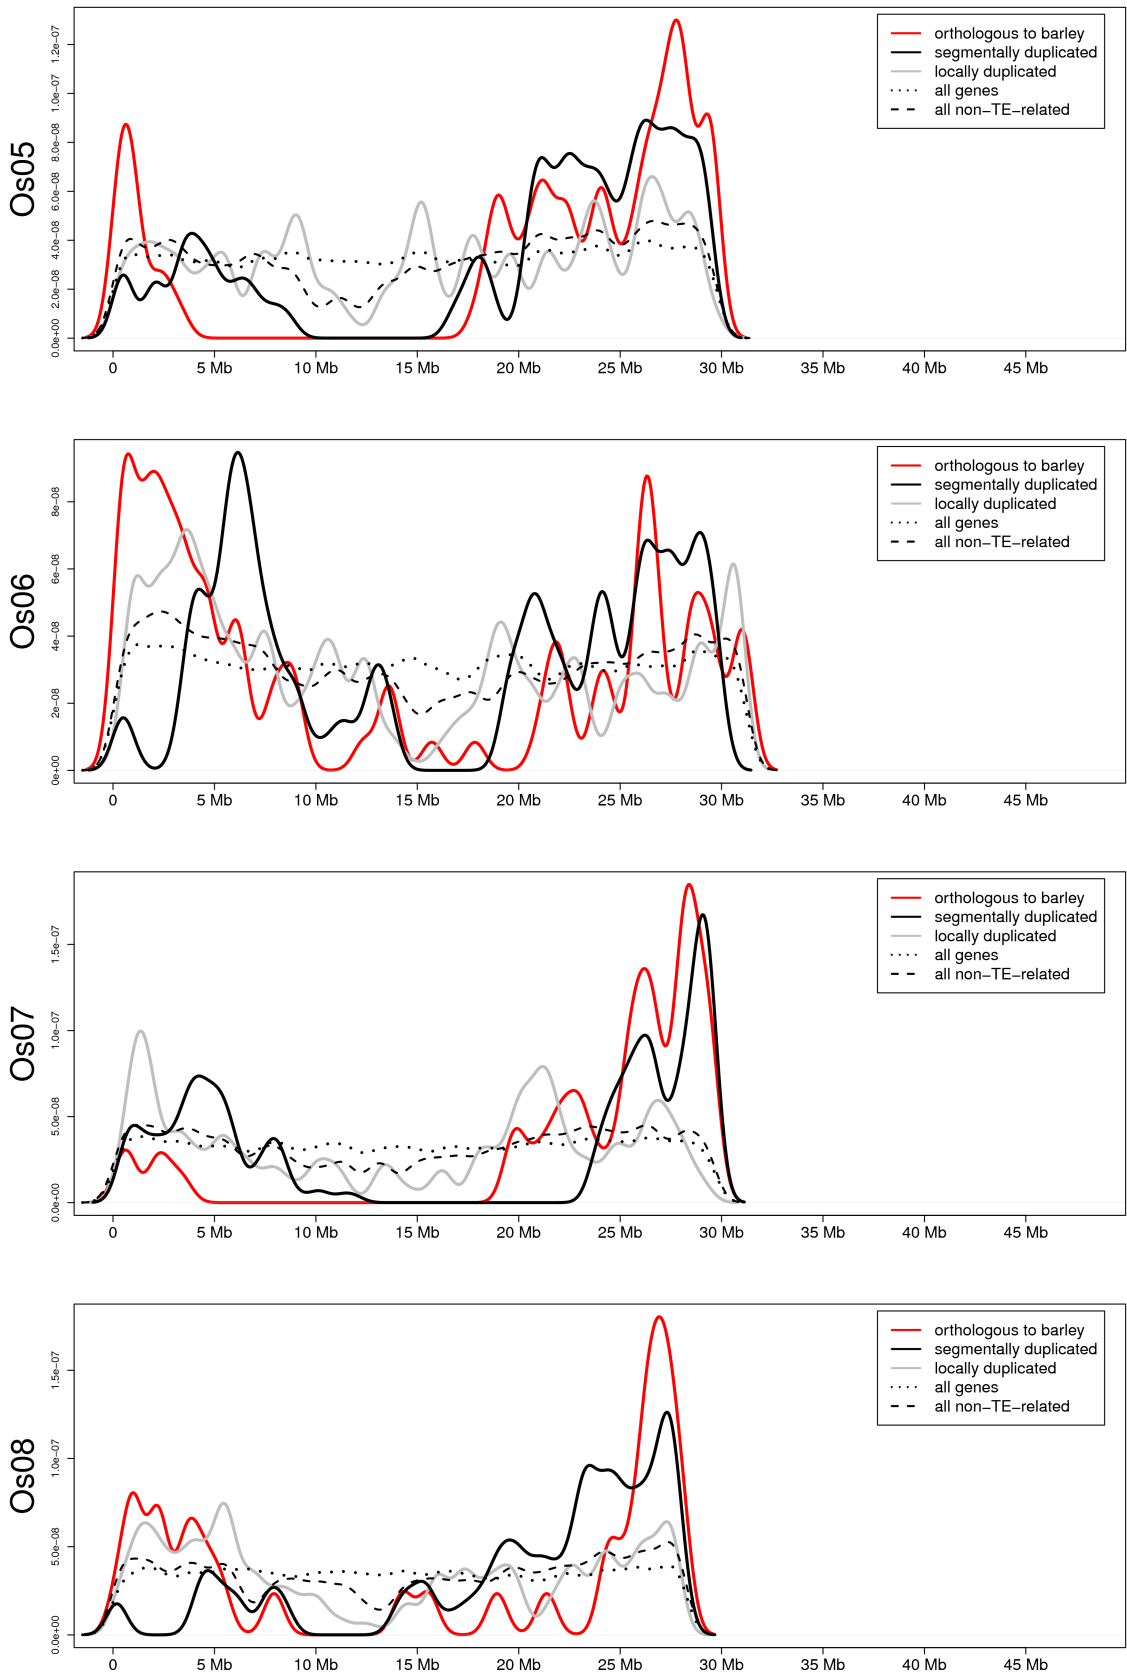 Os05
1.2e−07
1.0e−07
8.0e−08
6.0e−08
4.0e−08
2.0e−08
0.0e+00
orthologous to barley
segmentally duplicated
locally duplicated
all genes
all non−TE−related
0 5 Mb 10 Mb 15 Mb 20 Mb 25 Mb 30 Mb 35 Mb 40 Mb 45 Mb
Os06
8e−08
6e−08
4e−08
2e−08
0e+00
orthologous to barley
segmentally duplicated
locally duplicated
all genes
all non−TE−related
0 5 Mb 10 Mb 15 Mb 20 Mb 25 Mb 30 Mb 35 Mb 40 Mb 45 Mb
Os07
1.5e−07
1.0e−07
5.0e−08
0.0e+00
orthologous to barley
segmentally duplicated
locally duplicated
all genes
all non−TE−related
0 5 Mb 10 Mb 15 Mb 20 Mb 25 Mb 30 Mb 35 Mb 40 Mb 45 Mb
Os08
1.5e−07
1.0e−07
5.0e−08
0.0e+00
orthologous to barley
segmentally duplicated
locally duplicated
all genes
all non−TE−related
0 5 Mb 10 Mb 15 Mb 20 Mb 25 Mb 30 Mb 35 Mb 40 Mb 45 Mb